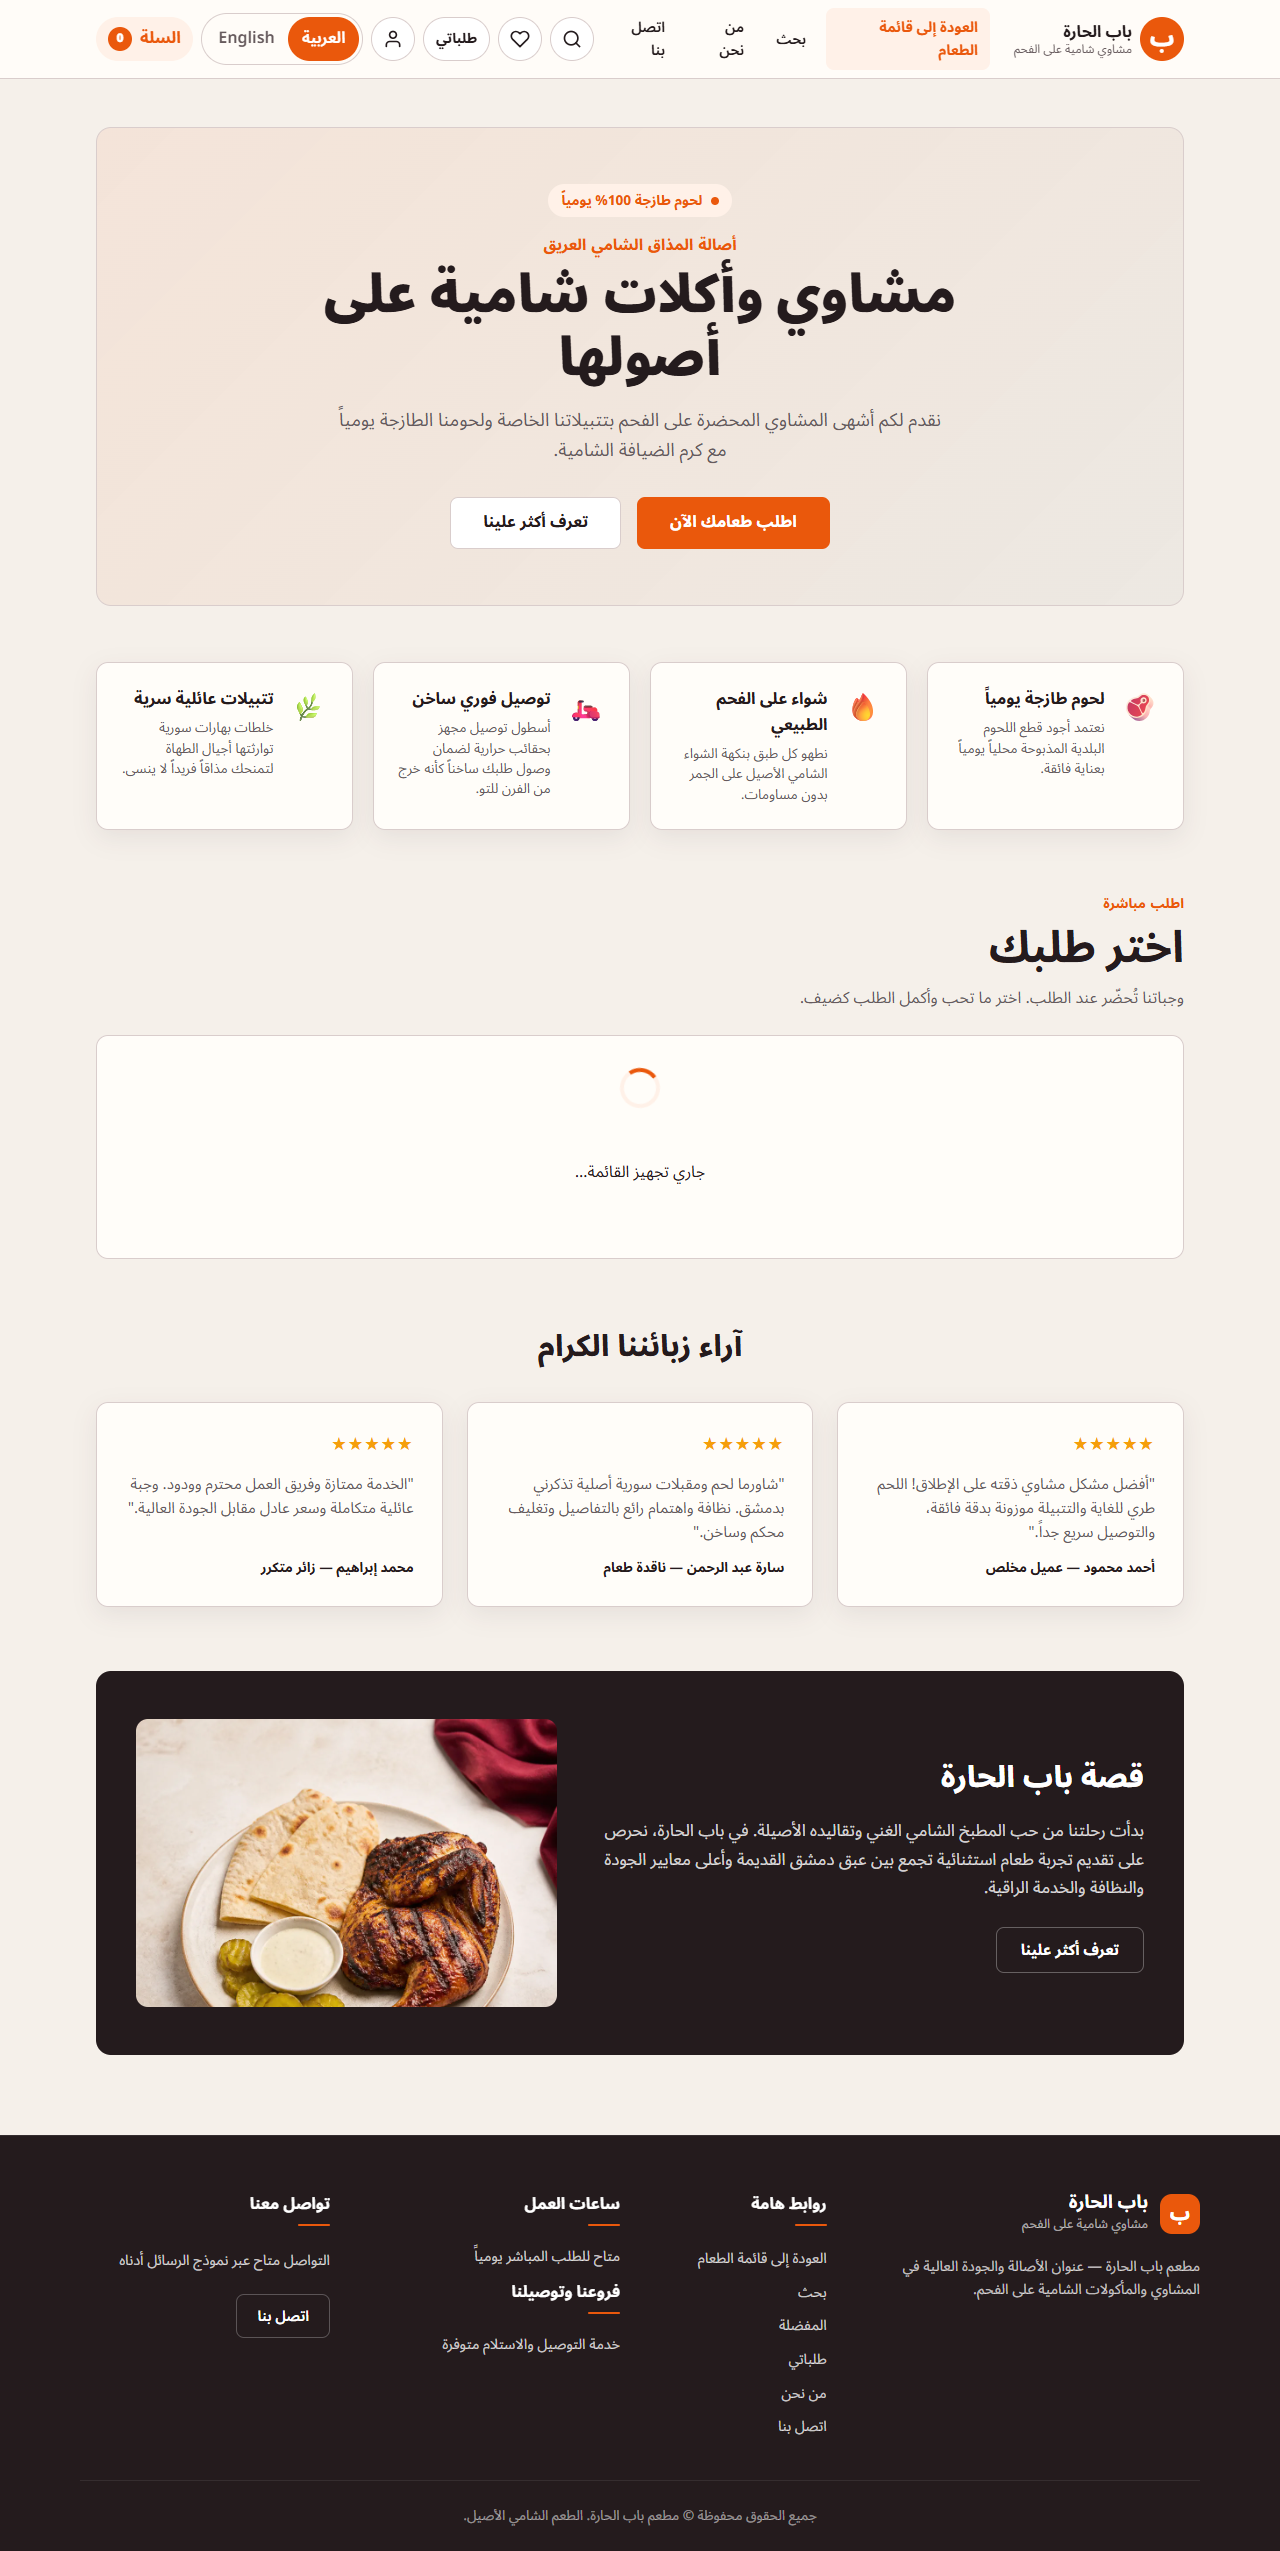 ب
باب الحارة
مشاوي شامية على الفحم
العودة إلى قائمة
الطعام
بحث
من
نحن
اتصل
بنا
طلباتي
العربية
English
السلة
0
لحوم طازجة 100% يومياً
أصالة المذاق الشامي العريق
مشاوي وأكلات شامية على
أصولها
نقدم لكم أشهى المشاوي المحضرة على الفحم بتتبيلاتنا الخاصة ولحومنا الطازجة يومياً
مع كرم الضيافة الشامية.
اطلب طعامك الآن
تعرف أكثر علينا
لحوم طازجة يومياً
نعتمد أجود قطع اللحوم
البلدية المذبوحة محلياً يومياً
بعناية فائقة.
شواء على الفحم
الطبيعي
نطهو كل طبق بنكهة الشواء
الشامي الأصيل على الجمر
بدون مساومات.
توصيل فوري ساخن
أسطول توصيل مجهز
بحقائب حرارية لضمان
وصول طلبك ساخناً كأنه خرج
من الفرن للتو.
تتبيلات عائلية سرية
خلطات بهارات سورية
توارثتها أجيال الطهاة
لتمنحك مذاقاً فريداً لا ينسى.
اطلب مباشرة
اختر طلبك
وجباتنا تُحضّر عند الطلب. اختر ما تحب وأكمل الطلب كضيف.
جاري تجهيز القائمة...
آراء زبائننا الكرام
★★★★★
"أفضل مشكل مشاوي ذقته على الإطلاق! اللحم
طري للغاية والتتبيلة موزونة بدقة فائقة،
والتوصيل سريع جداً."
أحمد محمود — عميل مخلص
★★★★★
"شاورما لحم ومقبلات سورية أصلية تذكرني
بدمشق. نظافة واهتمام رائع بالتفاصيل وتغليف
محكم وساخن."
سارة عبد الرحمن — ناقدة طعام
★★★★★
"الخدمة ممتازة وفريق العمل محترم وودود. وجبة
عائلية متكاملة وسعر عادل مقابل الجودة العالية."
محمد إبراهيم — زائر متكرر
قصة باب الحارة
بدأت رحلتنا من حب المطبخ الشامي الغني وتقاليده الأصيلة. في باب الحارة، نحرص
على تقديم تجربة طعام استثنائية تجمع بين عبق دمشق القديمة وأعلى معايير الجودة
والنظافة والخدمة الراقية.
تعرف أكثر علينا
ب
باب الحارة
مشاوي شامية على الفحم
مطعم باب الحارة — عنوان الأصالة والجودة العالية في
المشاوي والمأكولات الشامية على الفحم.
روابط هامة
العودة إلى قائمة الطعام
بحث
المفضلة
طلباتي
من نحن
اتصل بنا
ساعات العمل
متاح للطلب المباشر يومياً
فروعنا وتوصيلنا
خدمة التوصيل والاستلام متوفرة
تواصل معنا
التواصل متاح عبر نموذج الرسائل أدناه
اتصل بنا
جميع الحقوق محفوظة © مطعم باب الحارة. الطعم الشامي الأصيل.